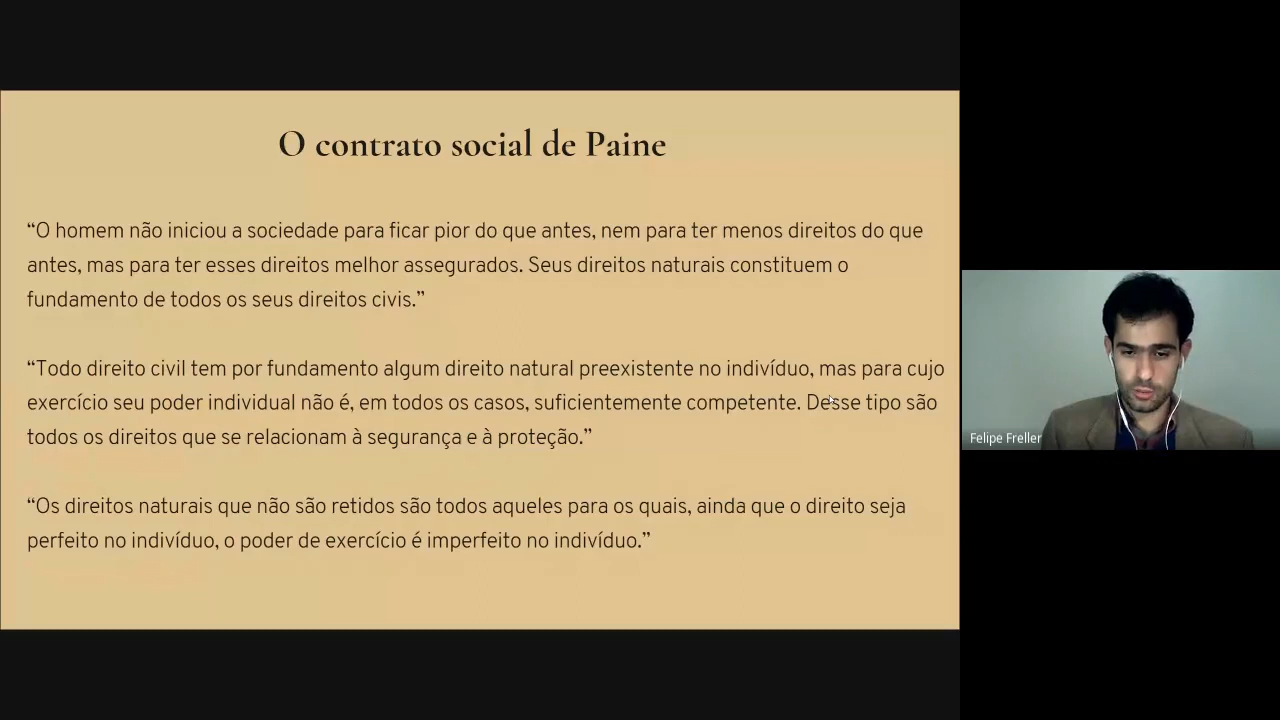 O contrato social de Paine
“O homem não iniciou a sociedade para ficar pior do que antes, nem para ter menos direitos do que
antes, mas para ter esses direitos melhor assegurados. Seus direitos naturais constituem o
fundamento de todos os seus direitos civis.”
“Todo direito civil tem por fundamento algum direito natural preexistente no indivíduo, mas para cujo
exercício seu poder individual não é, em todos os casos, suficientemente competente. Desse tipo são
todos os direitos que se relacionam à segurança e à proteção.”
“Os direitos naturais que não são retidos são todos aqueles para os quais, ainda que o direito seja
perfeito no indivíduo, o poder de exercício é imperfeito no indivíduo.”
Felipe Freller